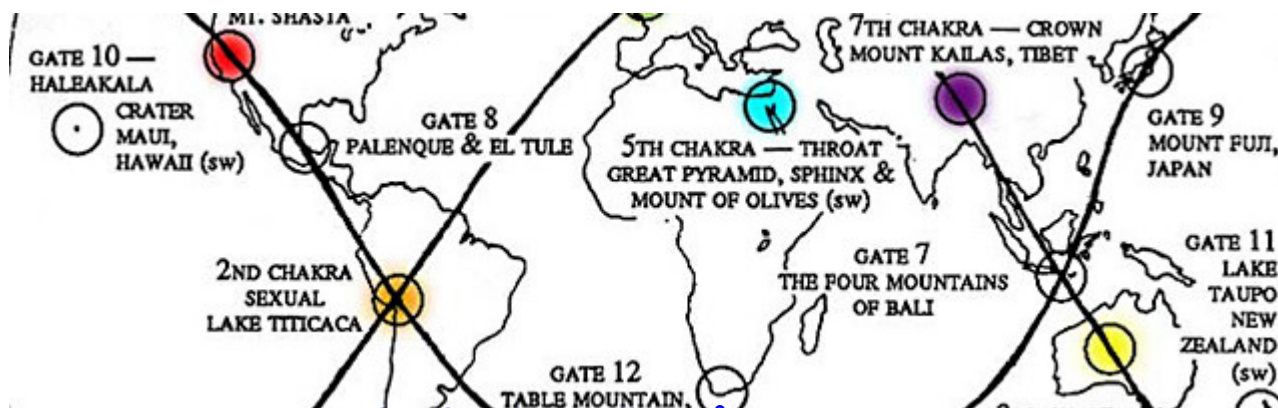 MT. SHASTA
GATE 10 —
HALEAKALA
CRATER
MAUI,
HAWAII (sw)
GATE 8
PALENQUE & EL TULE
2ND CHAKRA
SEXUAL
LAKE TITICACA
5TH CHAKRA — THROAT
GREAT PYRAMID, SPHINX &
MOUNT OF OLIVES (sw)
7TH CHAKRA — CROWN
MOUNT KAILAS, TIBET
GATE 9
MOUNT FUJI,
JAPAN
GATE 7
THE FOUR MOUNTAINS
OF BALI
GATE 11
LAKE
TAUPO
NEW
ZEALAND
(sw)
GATE 12
TABLE MOUNTAIN,